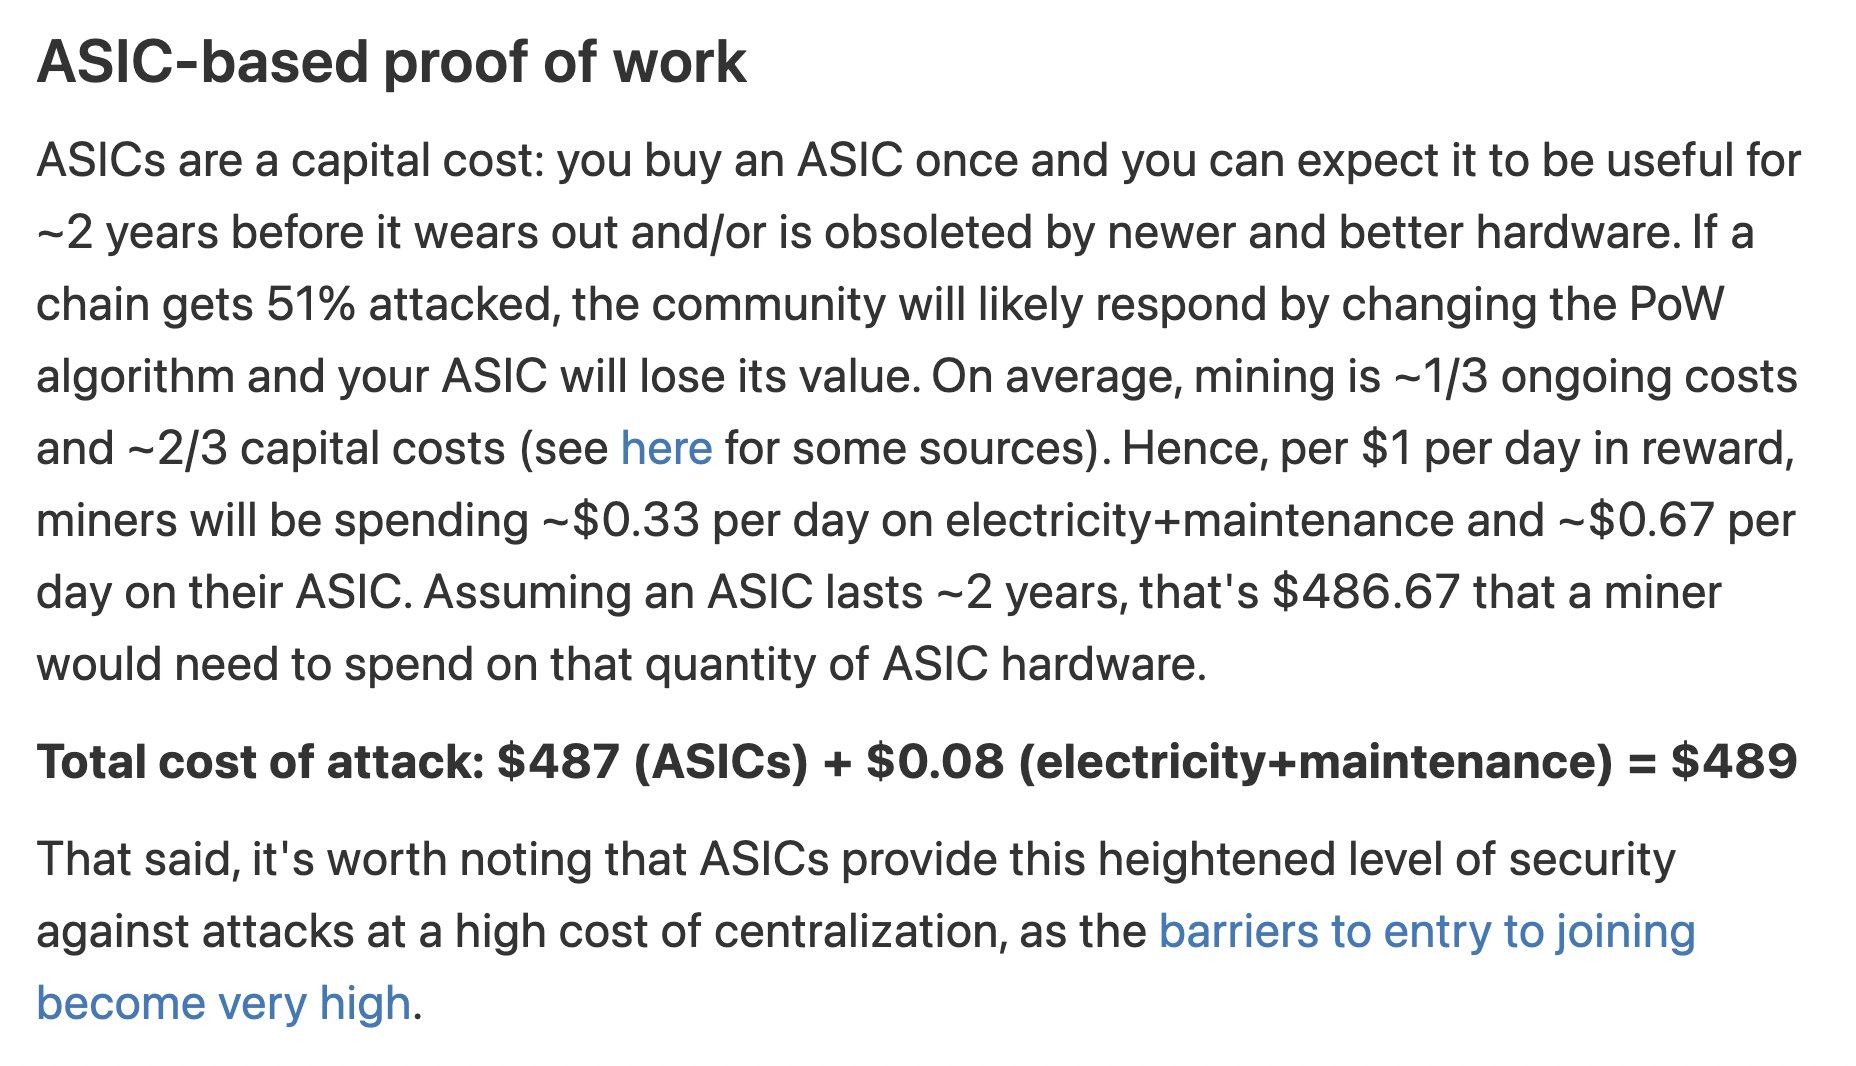 ASIC-based proof of work
ASICs are a capital cost: you buy an ASIC once and you can expect it to be useful for
~2 years before it wears out and/or is obsoleted by newer and better hardware. If a
chain gets 51% attacked, the community will likely respond by changing the PoW
algorithm and your ASIC will lose its value. On average, mining is ~1/3 ongoing costs
and ~2/3 capital costs (see here for some sources). Hence, per $1 per day in reward,
miners will be spending ~$0.33 per day on electricity+maintenance and ~$0.67 per
day on their ASIC. Assuming an ASIC lasts ~2 years, that's $486.67 that a miner
would need to spend on that quantity of ASIC hardware.
Total cost of attack: $487 (ASICs) + $0.08 (electricity+maintenance) = $489
That said, it's worth noting that ASICs provide this heightened level of security
against attacks at a high cost of centralization, as the barriers to entry to joining
become very high.